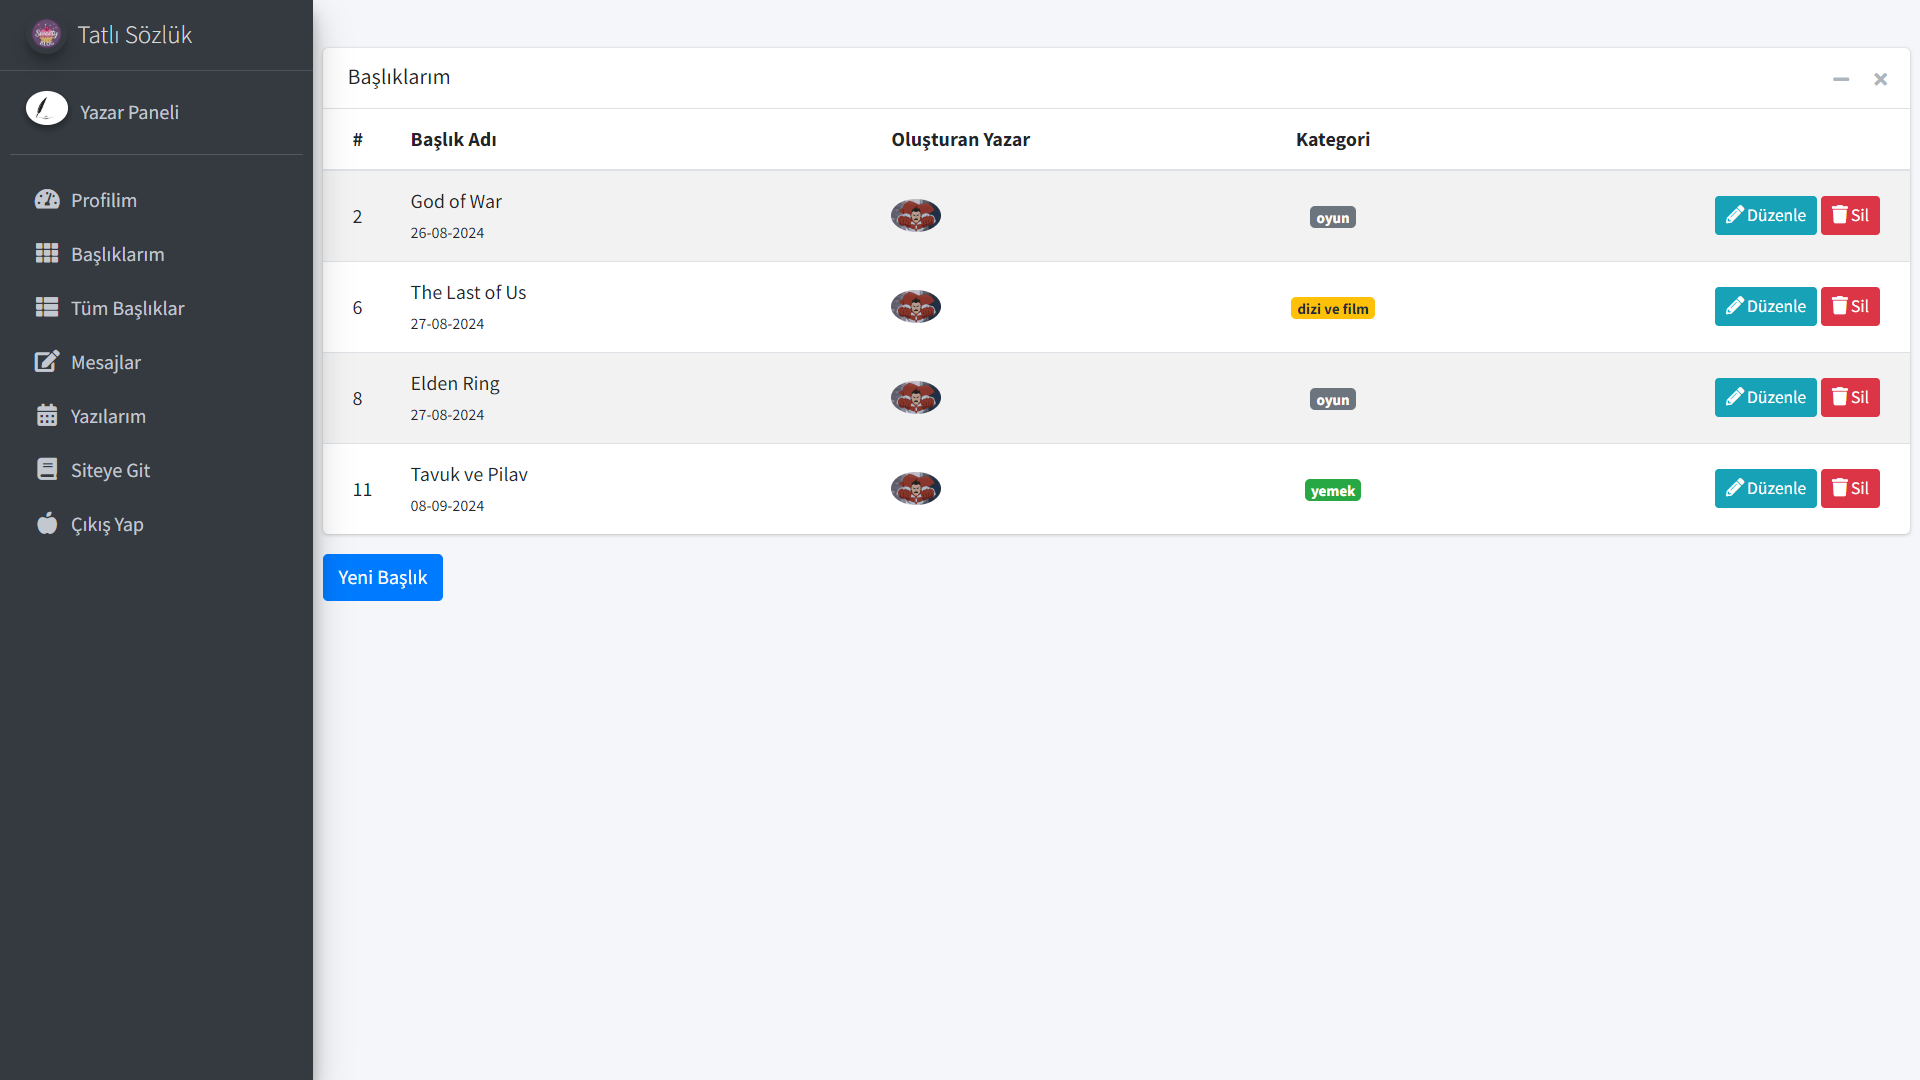 Tatlı Sözlük
Yazar Paneli
Profilim
Başlıklarım
Tüm Başlıklar
Mesajlar
Yazılarım
Siteye Git
Çıkış Yap
Başlıklarım
# Başlık Adı Oluşturan Yazar Kategori
2 God of War 26-08-2024 oyun Düzenle Sil
6 The Last of Us 27-08-2024 dizi ve film Düzenle Sil
8 Elden Ring 27-08-2024 oyun Düzenle Sil
11 Tavuk ve Pilav 08-09-2024 yemek Düzenle Sil
Yeni Başlık